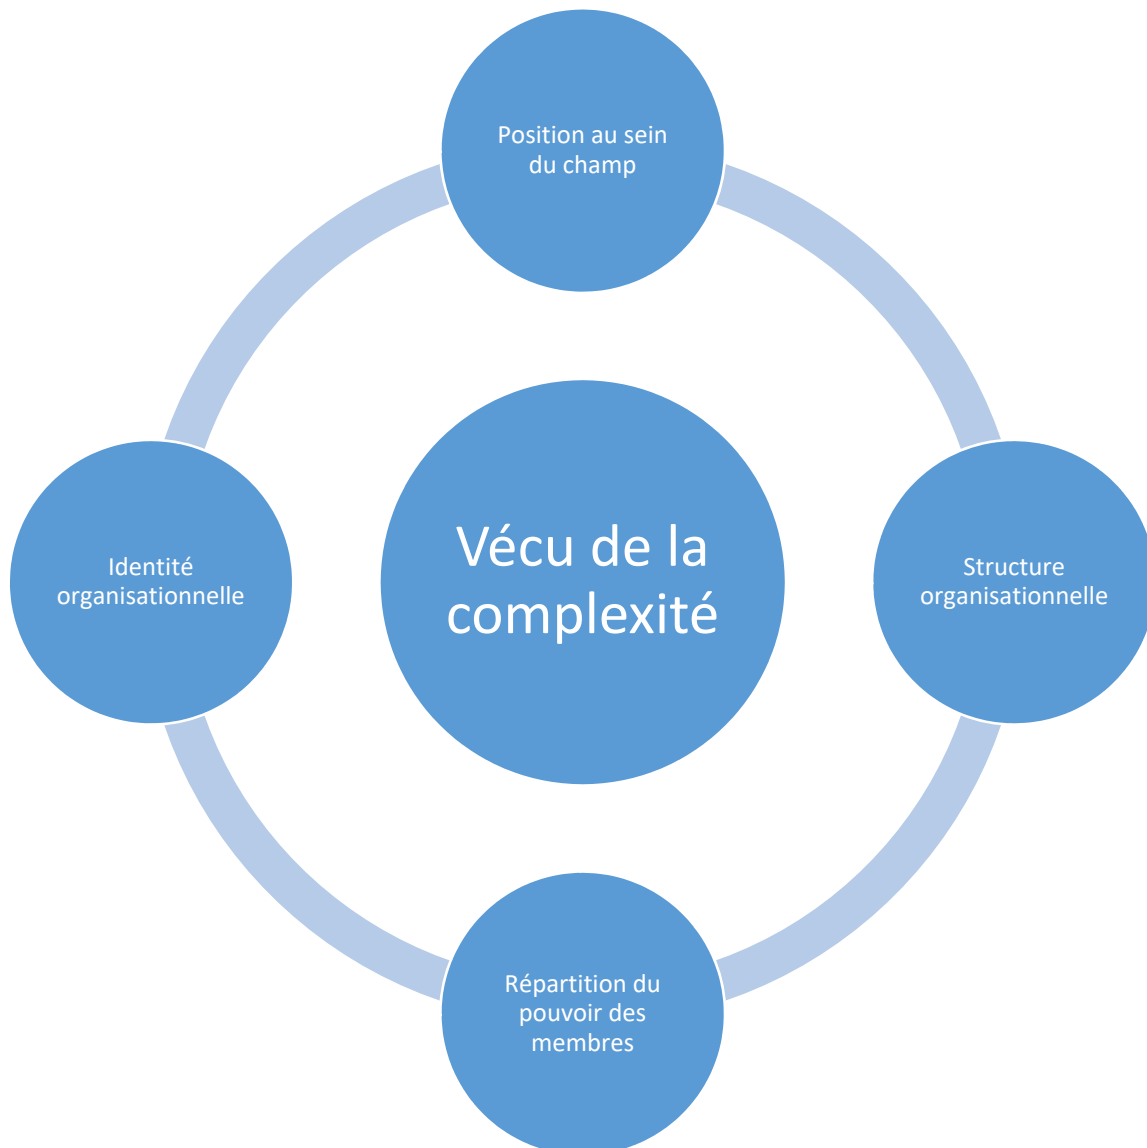 Position au sein
du champ
Identité
organisationnelle
Vécu de la
complexité
Structure
organisationnelle
Répartition du
pouvoir des
membres